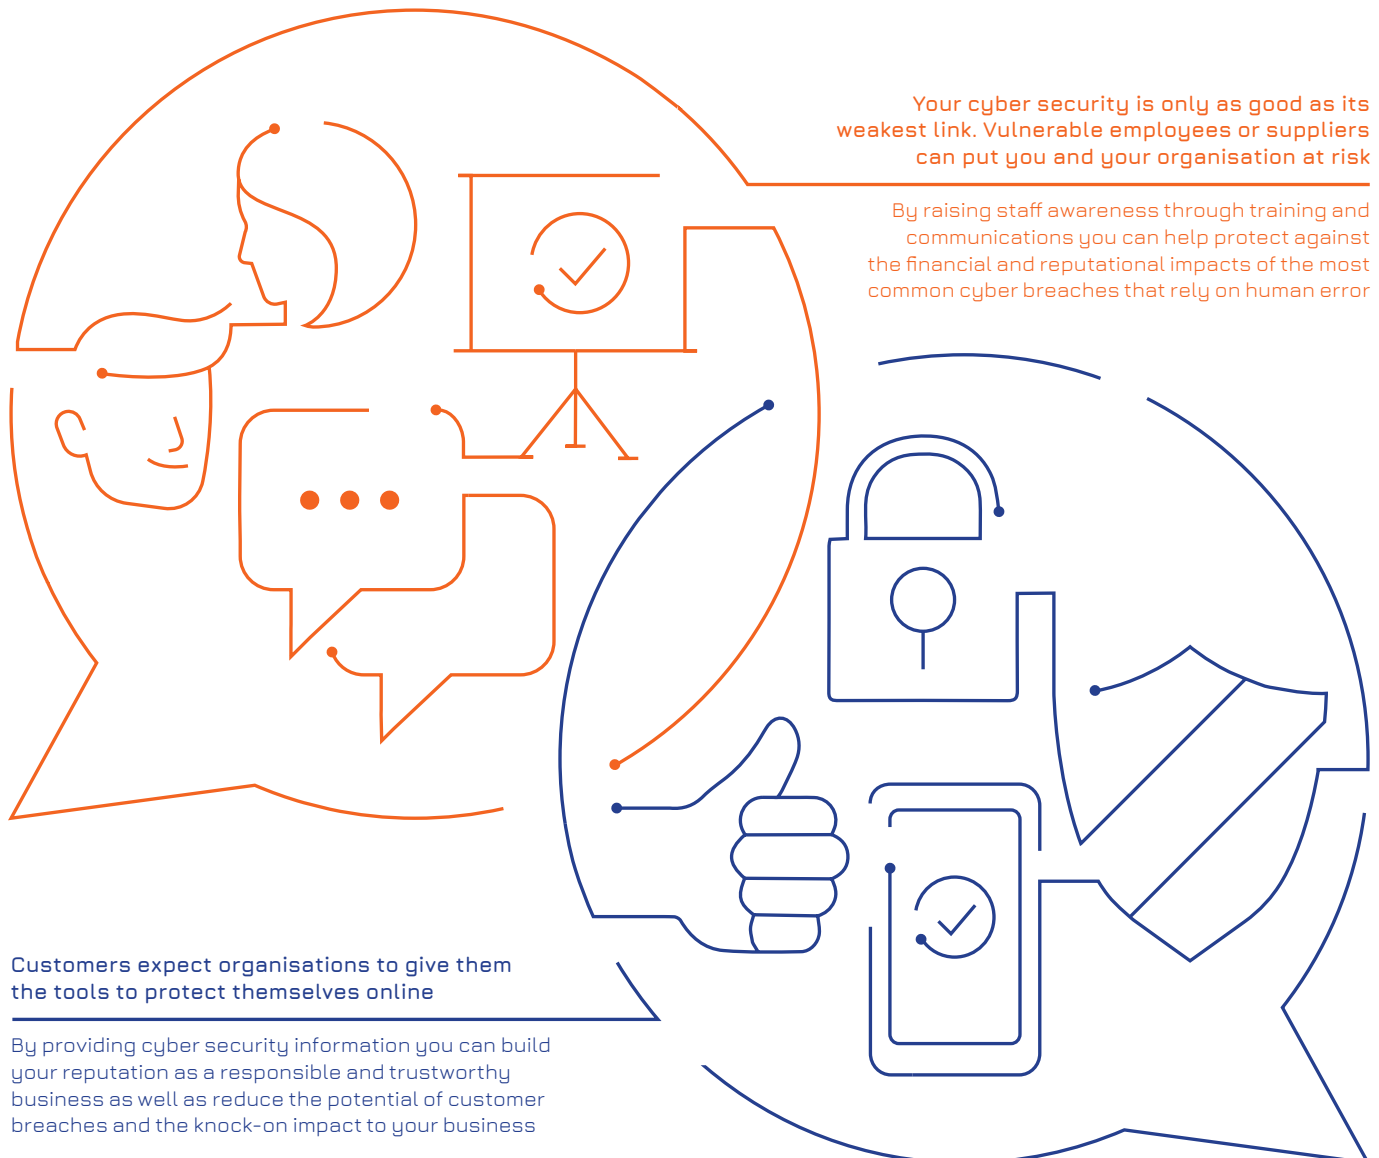 Your cyber security is only as good as its
weakest link. Vulnerable employees or suppliers
can put you and your organisation at risk
By raising staff awareness through training and
communications you can help protect against
the financial and reputational impacts of the most
common cyber breaches that rely on human error
Customers expect organisations to give them
the tools to protect themselves online
By providing cyber security information you can build
your reputation as a responsible and trustworthy
business as well as reduce the potential of customer
breaches and the knock-on impact to your business